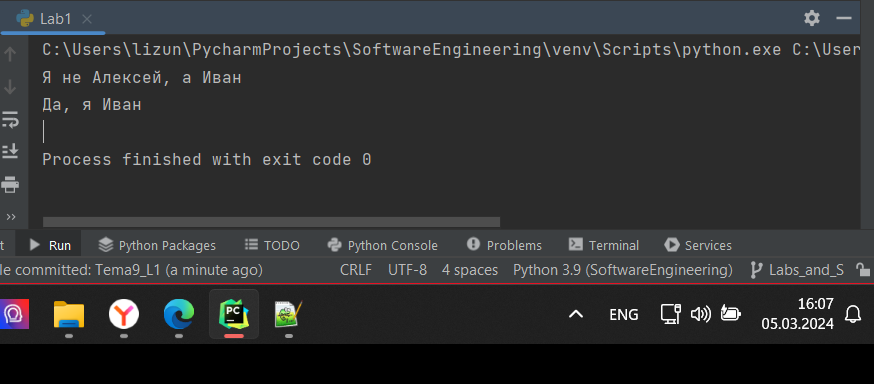 Lab1
C:\Users\lizun\PycharmProjects\SoftwareEngineering\venv\Scripts\python.exe C:\User
Я не Алексей, а Иван
Да, я Иван
Process finished with exit code 0
t Run Python Packages TODO Python Console Problems Terminal Services
le committed: Tema9_L1 (a minute ago) CRLF UTF-8 4 spaces Python 3.9 (SoftwareEngineering) Labs_and_S
PC ENG 16:07
05.03.2024